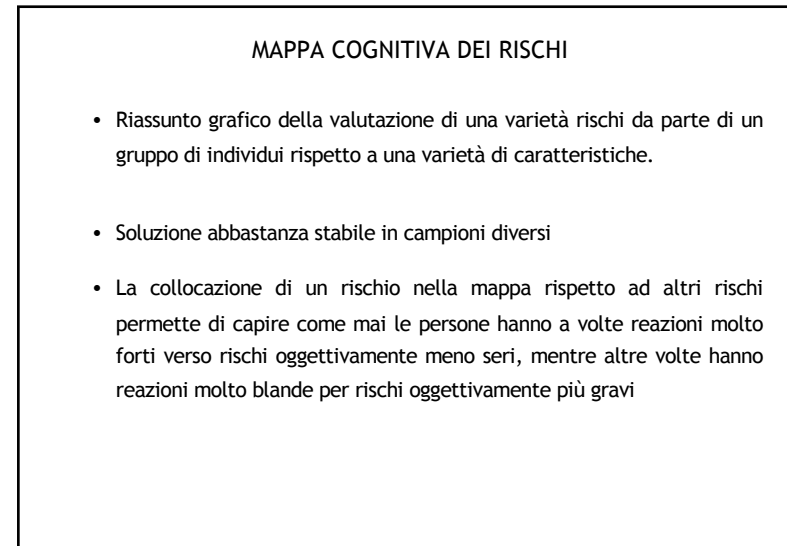 MAPPA COGNITIVA DEI RISCHI
• Riassunto grafico della valutazione di una varietà rischi da parte di un
gruppo di individui rispetto a una varietà di caratteristiche.
• Soluzione abbastanza stabile in campioni diversi
• La collocazione di un rischio nella mappa rispetto ad altri rischi
permette di capire come mai le persone hanno a volte reazioni molto
forti verso rischi oggettivamente meno seri, mentre altre volte hanno
reazioni molto blande per rischi oggettivamente più gravi